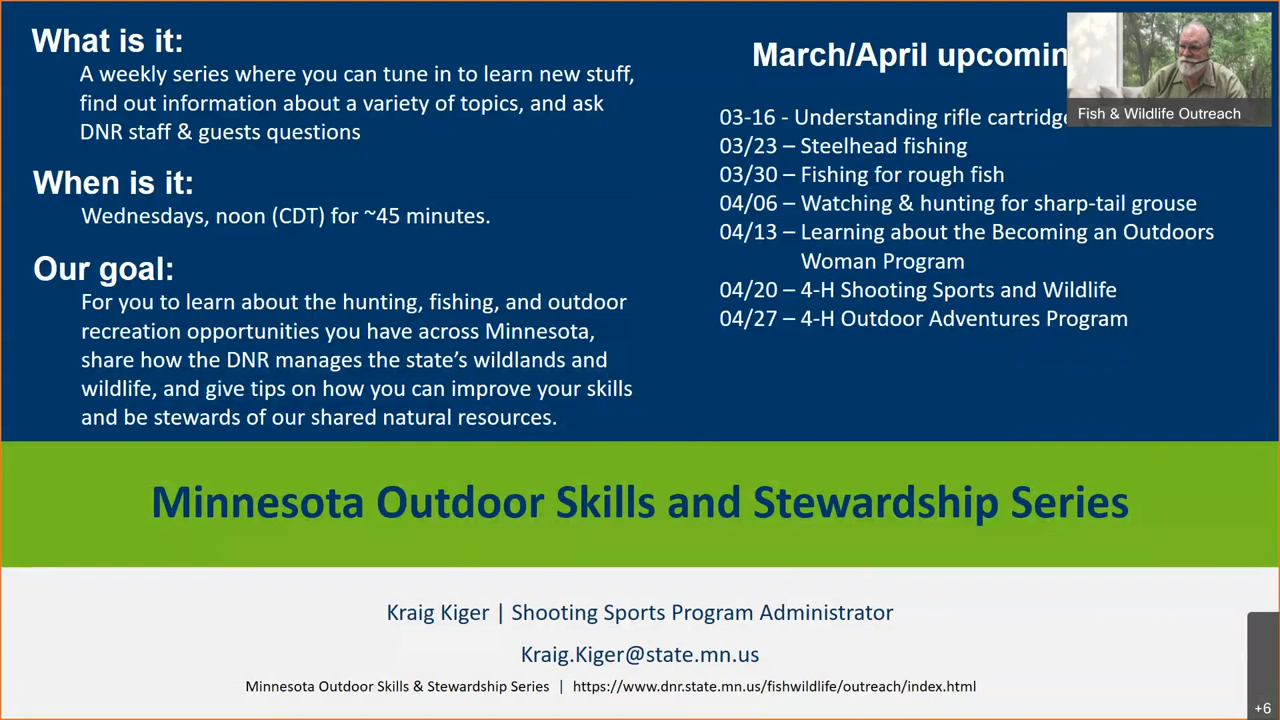 What is it:
A weekly series where you can tune in to learn new stuff,
find out information about a variety of topics, and ask
DNR staff & guests questions
When is it:
Wednesdays, noon (CDT) for ~45 minutes.
Our goal:
For you to learn about the hunting, fishing, and outdoor
recreation opportunities you have across Minnesota,
share how the DNR manages the state's wildlands and
wildlife, and give tips on how you can improve your skills
and be stewards of our shared natural resources.
March/April upcomin
03-16 - Understanding rifle cartridge
03/23 – Steelhead fishing
03/30 – Fishing for rough fish
04/06 – Watching & hunting for sharp-tail grouse
04/13 – Learning about the Becoming an Outdoors
Woman Program
04/20 – 4-H Shooting Sports and Wildlife
04/27 – 4-H Outdoor Adventures Program
Fish & Wildlife Outreach
Minnesota Outdoor Skills and Stewardship Series
Kraig Kiger | Shooting Sports Program Administrator
Kraig.Kiger@state.mn.us
Minnesota Outdoor Skills & Stewardship Series | https://www.dnr.state.mn.us/fishwildlife/outreach/index.html
+6